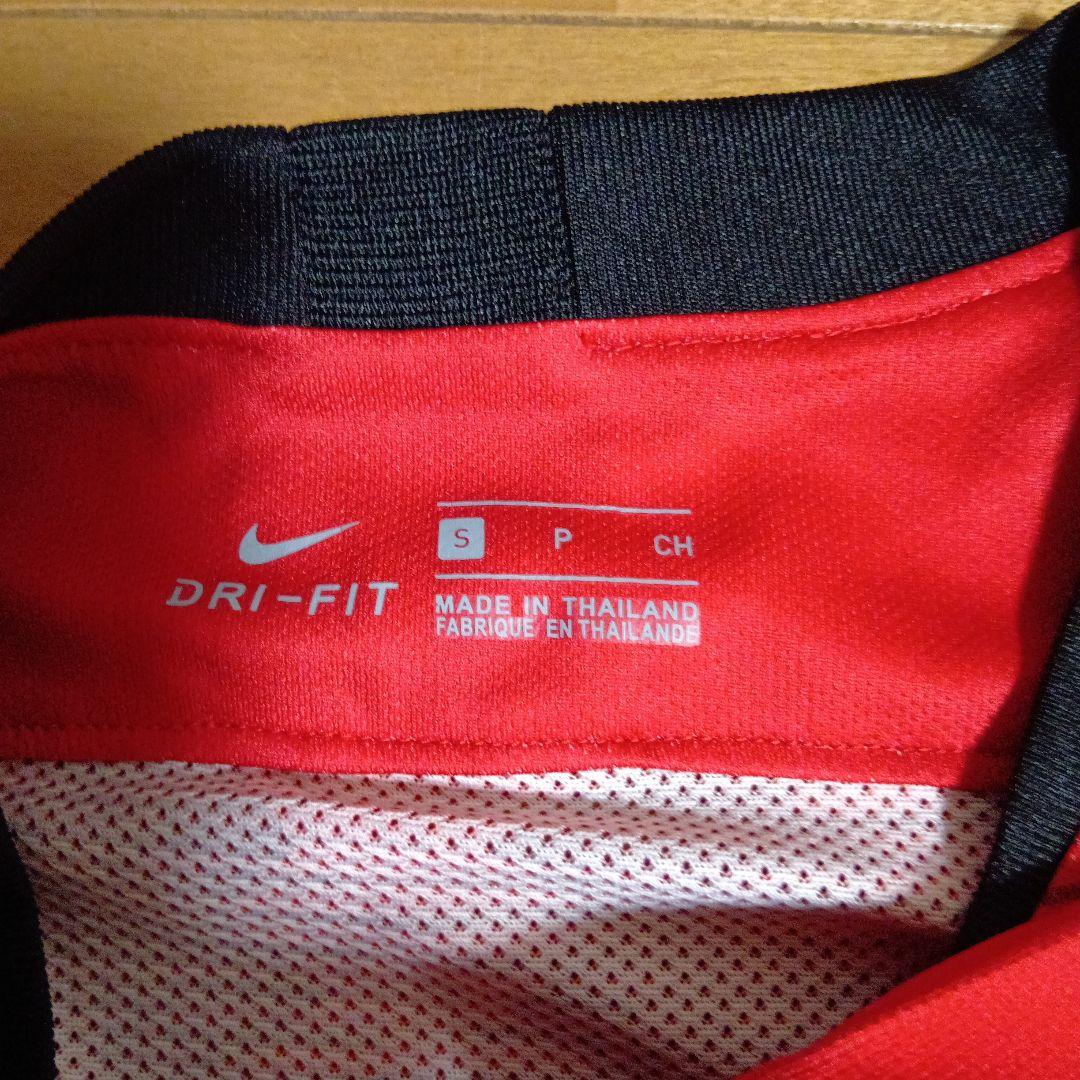 DRI-FIT
S P CH
MADE IN THAILAND
FABRIQUE EN THAILANDE